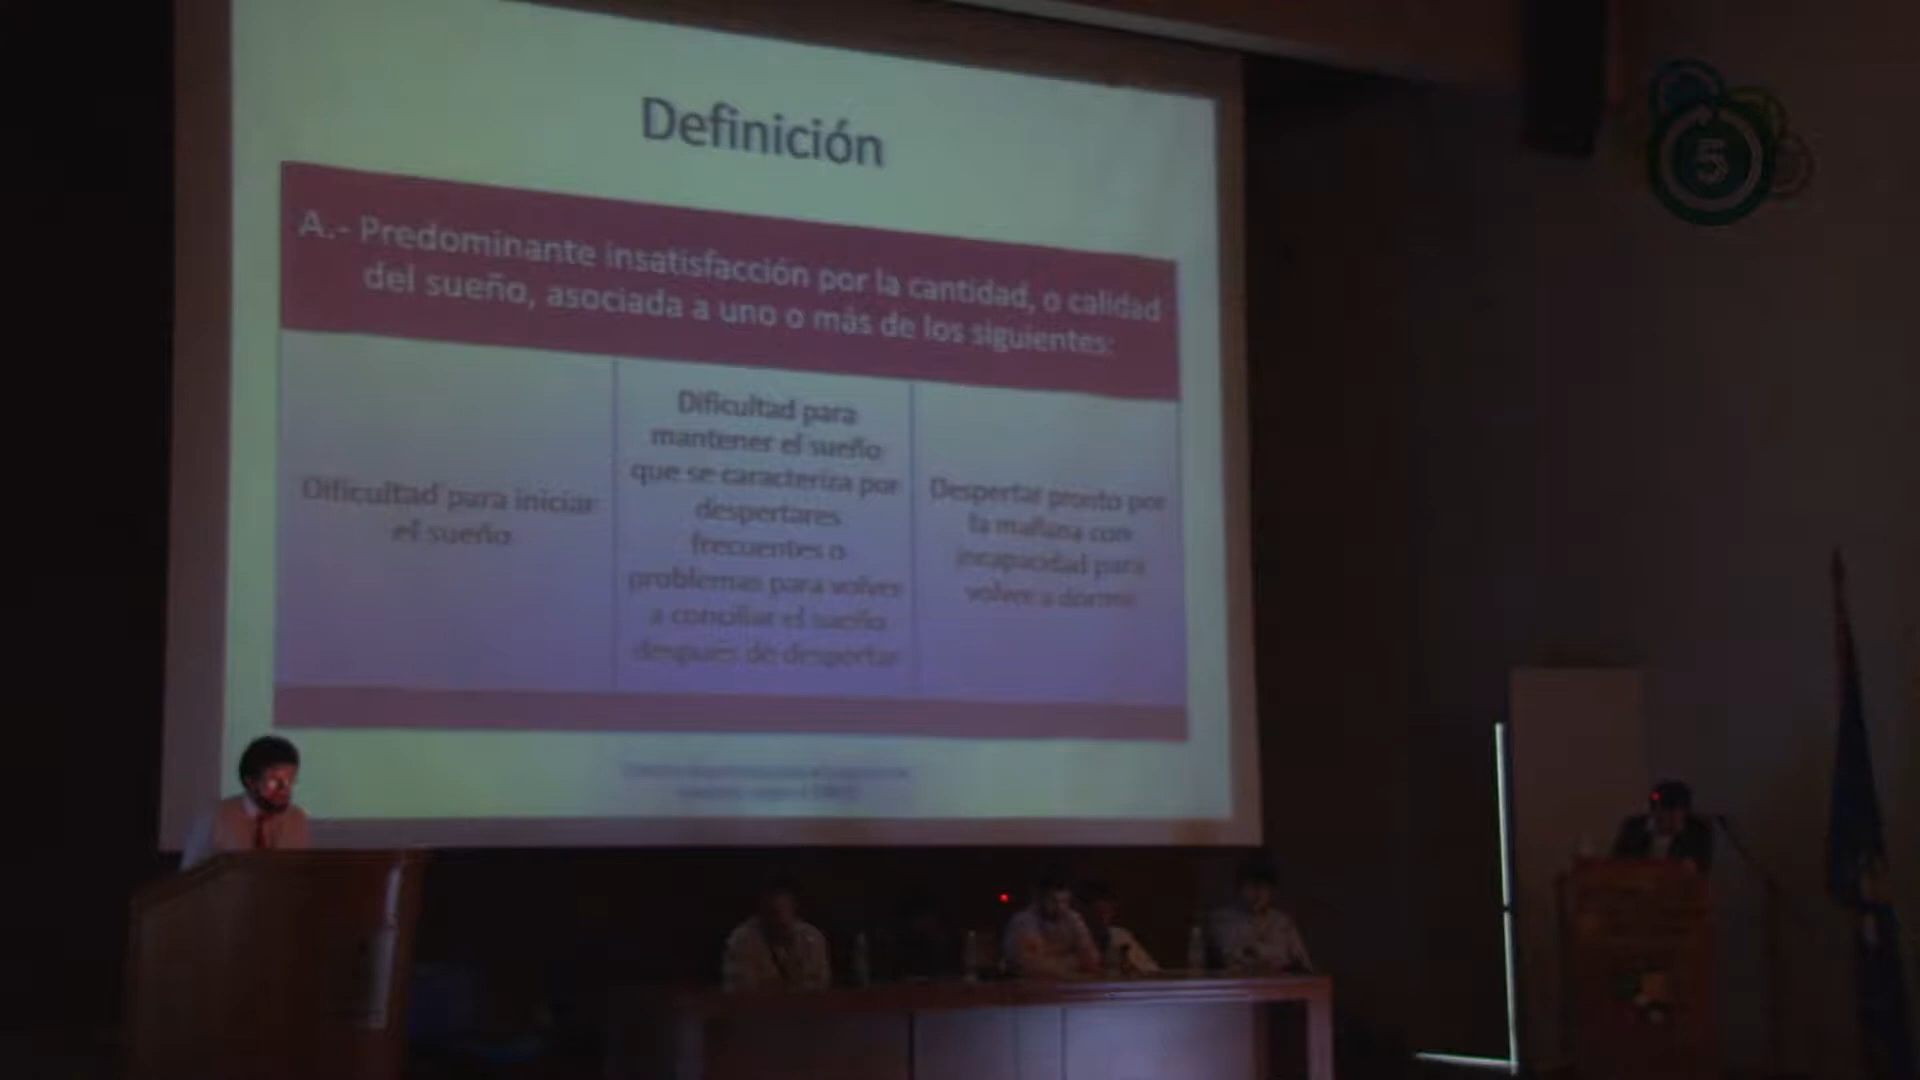 Definición
A.- Predominante insatisfacción por la cantidad, o calidad
del sueño, asociada a uno o más de los siguientes:
Dificultad para iniciar
el sueño
Dificultad para
mantener el sueño
que se caracteriza por
despertares
frecuentes o
problemas para volver
a conciliar el sueño
después de despertar
Despertar pronto por
la mañana con
incapacidad para
volver a dormir
5